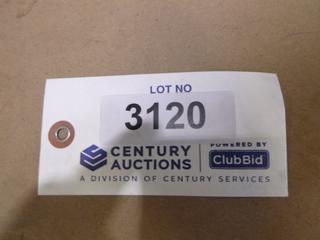 LOT NO
3120
CENTURY
AUCTIONS
POWERED BY
ClubBid
A DIVISION OF CENTURY SERVICES